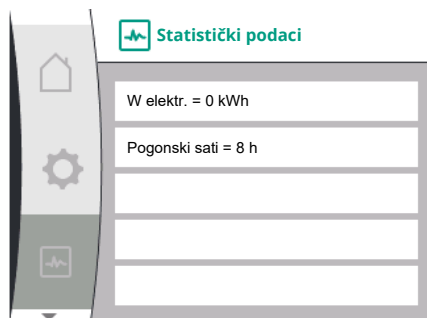 Statistički podaci
W elektr. = 0 kWh
Pogonski sati = 8 h